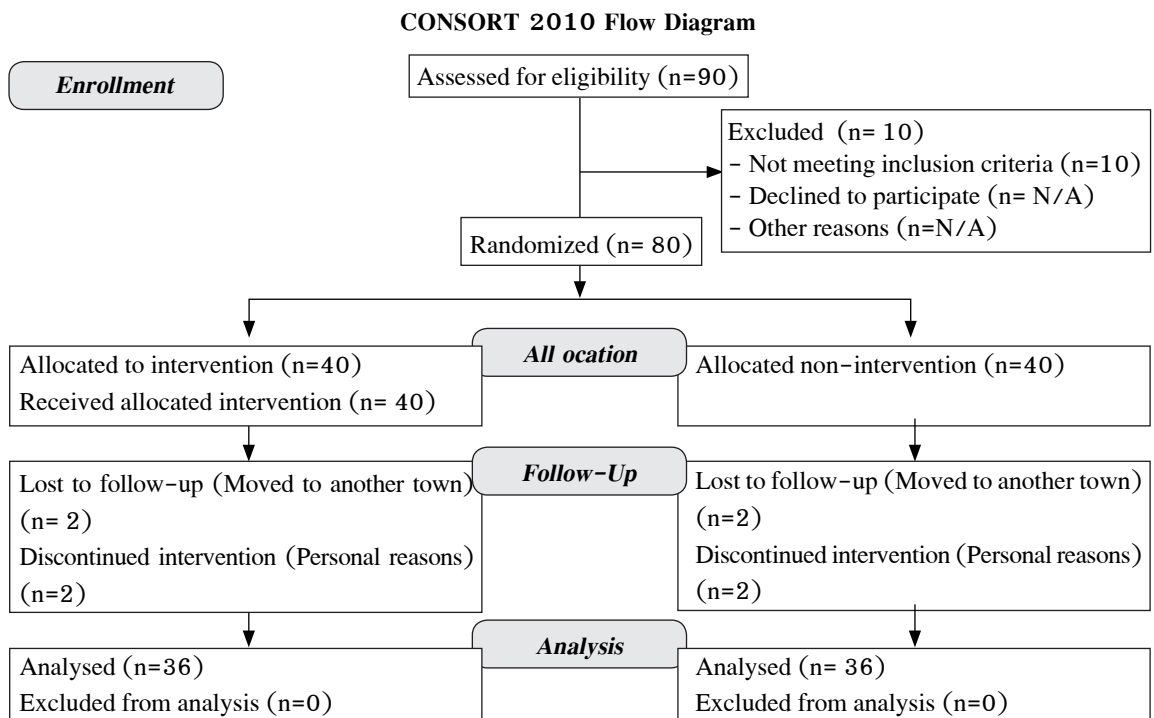 CONSORT 2010 Flow Diagram
Enrollment
Assessed for eligibility (n=90)
Excluded (n= 10)
- Not meeting inclusion criteria (n=10)
- Declined to participate (n= N/A)
- Other reasons (n=N/A)
Randomized (n= 80)
All ocation
Allocated to intervention (n=40)
Received allocated intervention (n= 40)
Allocated non-intervention (n=40)
Follow-Up
Lost to follow-up (Moved to another town)
(n= 2)
Discontinued intervention (Personal reasons)
(n=2)
Lost to follow-up (Moved to another town)
(n=2)
Discontinued intervention (Personal reasons)
(n=2)
Analysis
Analysed (n=36)
Excluded from analysis (n=0)
Analysed (n= 36)
Excluded from analysis (n=0)